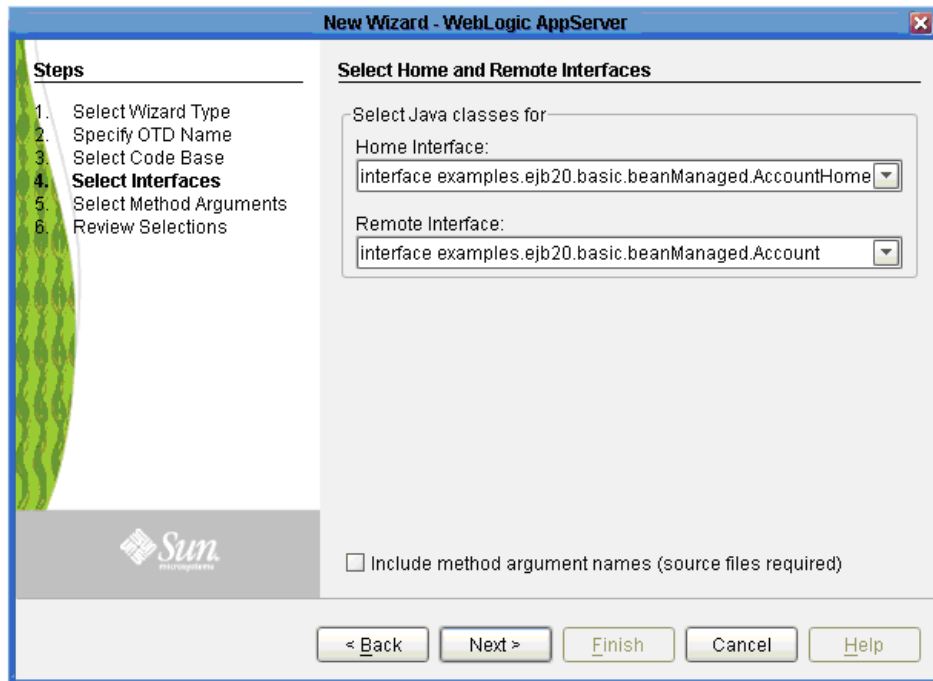 New Wizard - WebLogic AppServer
Steps
1. Select Wizard Type
2. Specify OTD Name
3. Select Code Base
4. Select Interfaces
5. Select Method Arguments
6. Review Selections
Select Home and Remote Interfaces
Select Java classes for
Home Interface:
interface examples.ejb20.basic.beanManaged.AccountHome
Remote Interface:
interface examples.ejb20.basic.beanManaged.Account
Sun
microsystems
Include method argument names (source files required)
< Back
Next >
Finish
Cancel
Help